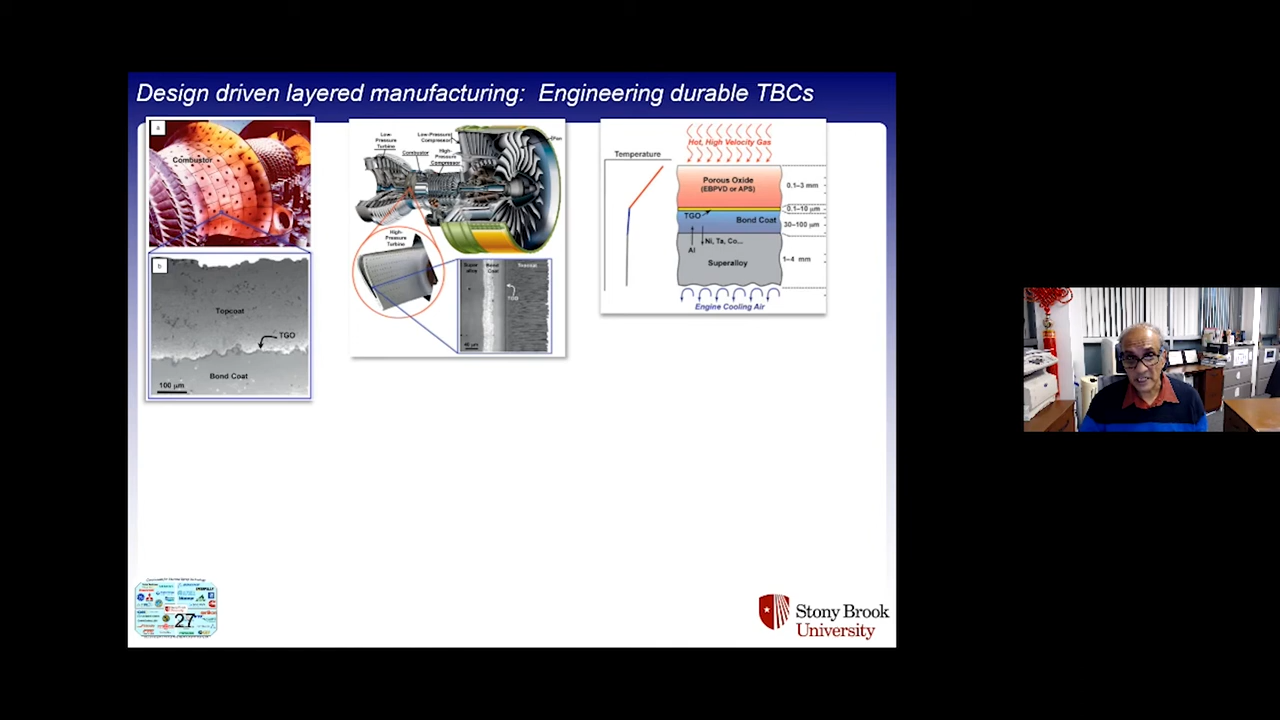 Design driven layered manufacturing: Engineering durable TBCs
a
Combustor
b
Topcoat
TGO
Bond Coat
100 μm
Low-
Pressure
Turbine
Low-Pressure
Compressor
Combustor
High-
Pressure
Compressor
Fan
High-
Pressure
Turbine
Bond
Coat
Topcoat
TGO
Temperature
Hot, High Velocity Gas
Porous Oxide
(EBPVD or APS)
0.1–3 mm
TGO
0.1–10 μm
Bond Coat
30–100 μm
Ni, Ta, Co...
Al
Superalloy
1–4 mm
Engine Cooling Air
27
Stony Brook
University